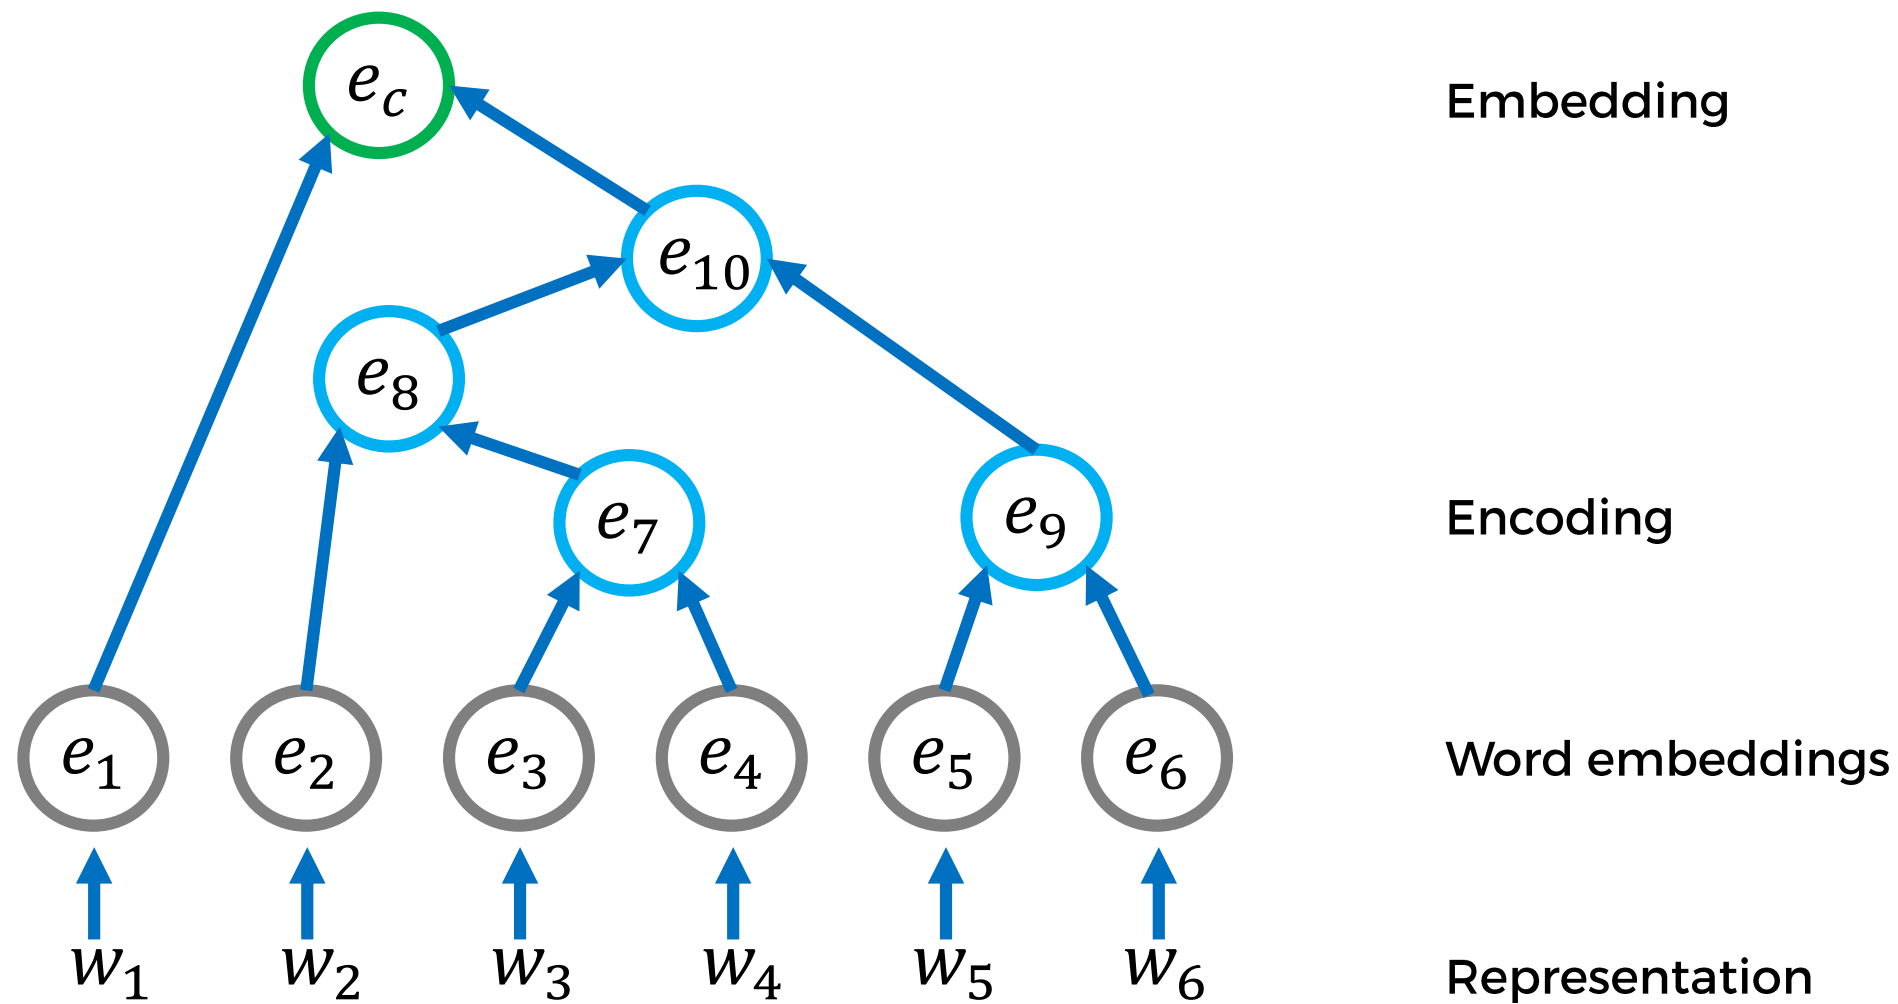 e_c
Embedding
e_10
e_8
e_7
e_9
Encoding
e_1 e_2 e_3 e_4 e_5 e_6
Word embeddings
w_1 w_2 w_3 w_4 w_5 w_6
Representation